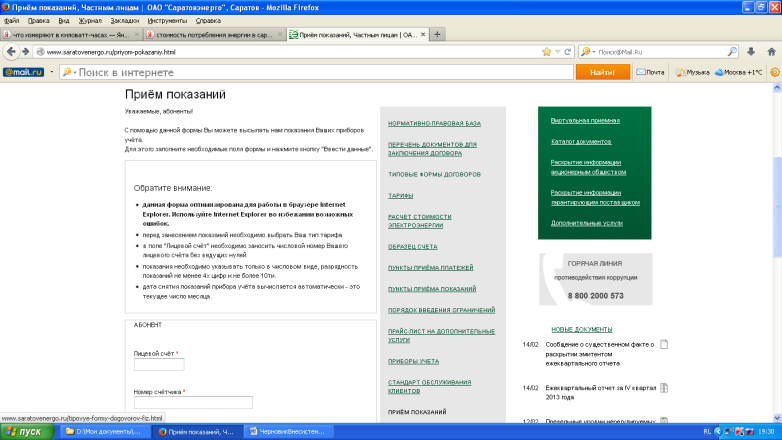 Приём показаний, Частным лицам | ОАО "Саратовэнерго", Саратов - Mozilla Firefox
Файл Правка Вид Журнал Закладки Инструменты Справка
что измеряют в киловатт-часах — Ян...
стоимость потребления энергии в сар...
Приём показаний, Частным лицам | ОА...
www.saratovenergo.ru/priyom-pokazaniy.html
Поиск@Mail.Ru
@mail.ru
Поиск в интернете
Найти!
Почта
Музыка
Москва +1°C
Приём показаний
Уважаемые, абоненты!
С помощью данной формы Вы можете высылать нам показания Ваших приборов
учёта.
Для этого заполните необходимые поля формы и нажмите кнопку "Ввести данные".
Обратите внимание:
данная форма оптимизирована для работы в браузере Internet
Explorer. Используйте Internet Explorer во избежании возможных
ошибок.
перед занесением показаний необходимо выбрать Ваш тип тарифа
в поле "Лицевой счёт" необходимо заносить числовой номер Вашего
лицевого счёта без ведущих нулей
показания необходимо указывать только в числовом виде, разрядность
показаний не менее 4х цифр и не более 10ти.
дата снятия показаний прибора учёта вычисляется автоматически - это
текущее число месяца.
АБОНЕНТ
Лицевой счёт *
Номер счётчика *
НОРМАТИВНО-ПРАВОВАЯ БАЗА
ПЕРЕЧЕНЬ ДОКУМЕНТОВ ДЛЯ
ЗАКЛЮЧЕНИЯ ДОГОВОРА
ТИПОВЫЕ ФОРМЫ ДОГОВОРОВ
ТАРИФЫ
РАСЧЕТ СТОИМОСТИ
ЭЛЕКТРОЭНЕРГИИ
ОБРАЗЕЦ СЧЕТА
ПУНКТЫ ПРИЁМА ПЛАТЕЖЕЙ
ПУНКТЫ ПРИЁМА ПОКАЗАНИЙ
ПОРЯДОК ВВЕДЕНИЯ ОГРАНИЧЕНИЙ
ПРАЙС-ЛИСТ НА ДОПОЛНИТЕЛЬНЫЕ
УСЛУГИ
ПРИБОРЫ УЧЕТА
СТАНДАРТ ОБСЛУЖИВАНИЯ
КЛИЕНТОВ
ПРИЁМ ПОКАЗАНИЙ
Виртуальная приемная
Каталог документов
Раскрытие информации
акционерным обществом
Раскрытие информации
гарантирующим поставщиком
Дополнительные услуги
ГОРЯЧАЯ ЛИНИЯ
противодействия коррупции
8 800 2000 573
НОВЫЕ ДОКУМЕНТЫ
14/02 Сообщение о существенном факте о
раскрытии эмитентом
ежеквартального отчета
14/02 Ежеквартальный отчет за IV квартал
2013 год
12/02 Предельные уровни нерегулируемых
www.saratovenergo.ru/tipovye-formy-dogovorov-fiz.html
пуск
D:\Мои документы\...
Приём показаний, Ч...
ЧерновикВнесистен...
RL
19:30